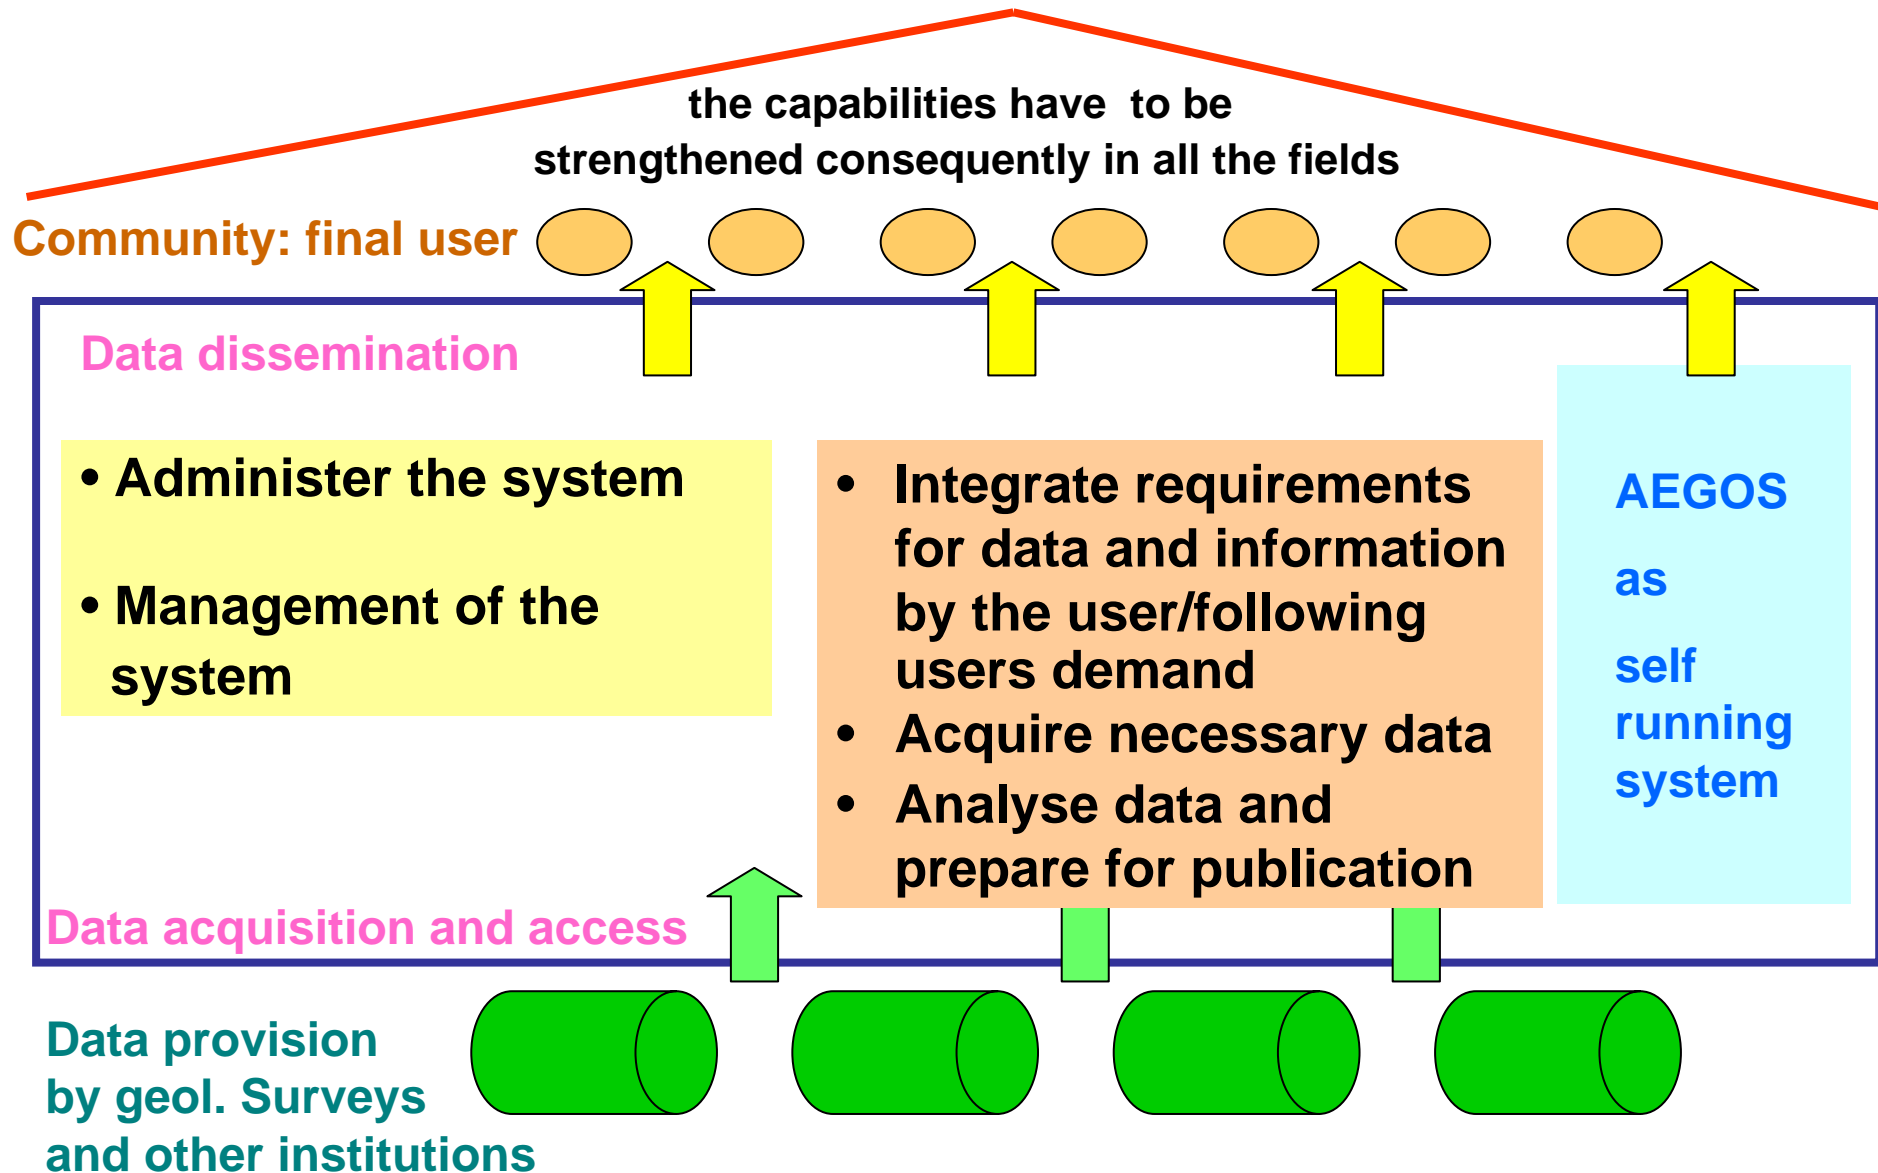 the capabilities have to be
strengthened consequently in all the fields
Community: final user
Data dissemination
• Administer the system
• Management of the
system
• Integrate requirements
for data and information
by the user/following
users demand
• Acquire necessary data
• Analyse data and
prepare for publication
AEGOS
as
self
running
system
Data acquisition and access
Data provision
by geol. Surveys
and other institutions